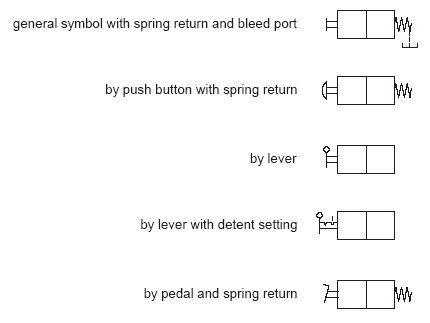 general symbol with spring return and bleed port
by push button with spring return
by lever
by lever with detent setting
by pedal and spring return